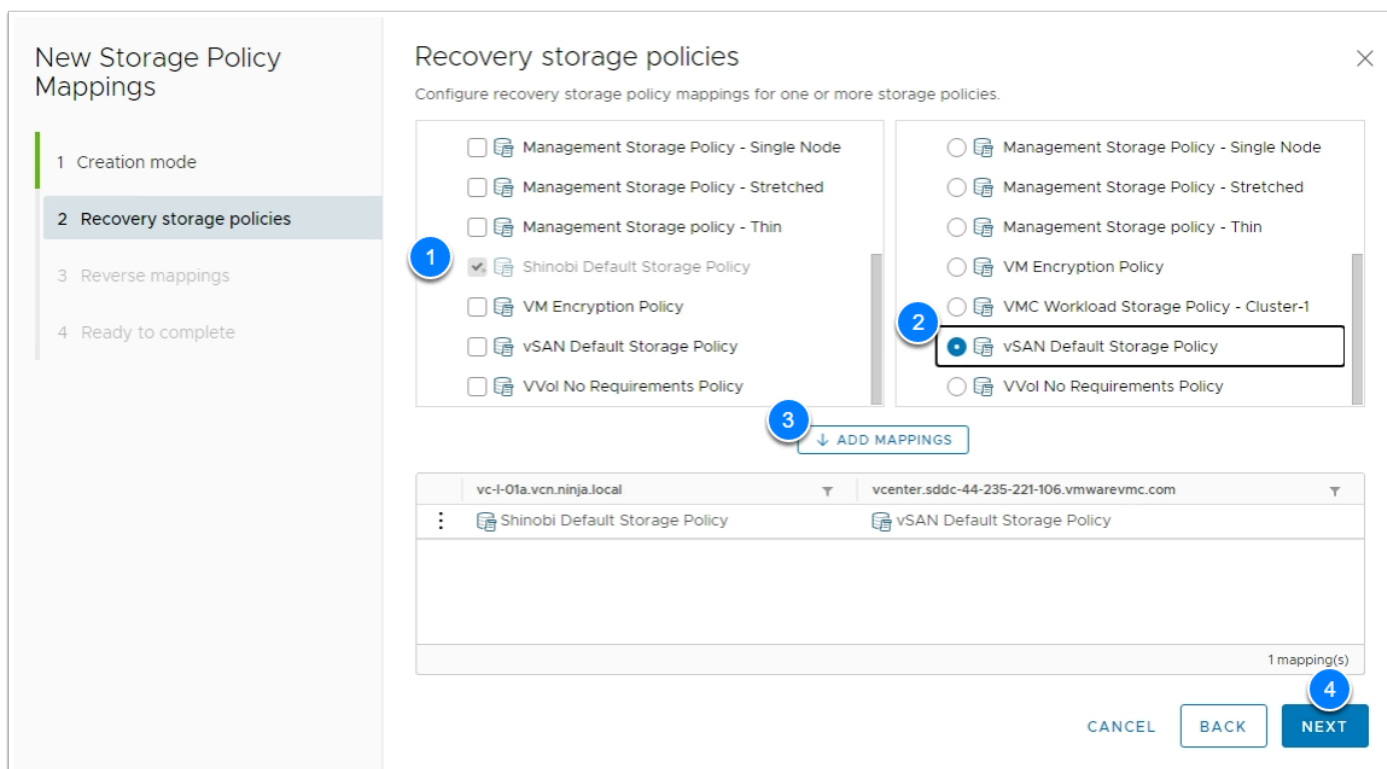 New Storage Policy
Mappings
1 Creation mode
2 Recovery storage policies
3 Reverse mappings
4 Ready to complete
Recovery storage policies
Configure recovery storage policy mappings for one or more storage policies.
Management Storage Policy - Single Node
Management Storage Policy - Stretched
Management Storage policy - Thin
1
Shinobi Default Storage Policy
VM Encryption Policy
vSAN Default Storage Policy
VVol No Requirements Policy
Management Storage Policy - Single Node
Management Storage Policy - Stretched
Management Storage policy - Thin
VM Encryption Policy
VMC Workload Storage Policy - Cluster-1
2
vSAN Default Storage Policy
VVol No Requirements Policy
3
ADD MAPPINGS
vc-l-01a.vcn.ninja.local vcenter.sddc-44-235-221-106.vmwarevmc.com
Shinobi Default Storage Policy vSAN Default Storage Policy
1 mapping(s)
4
CANCEL BACK NEXT